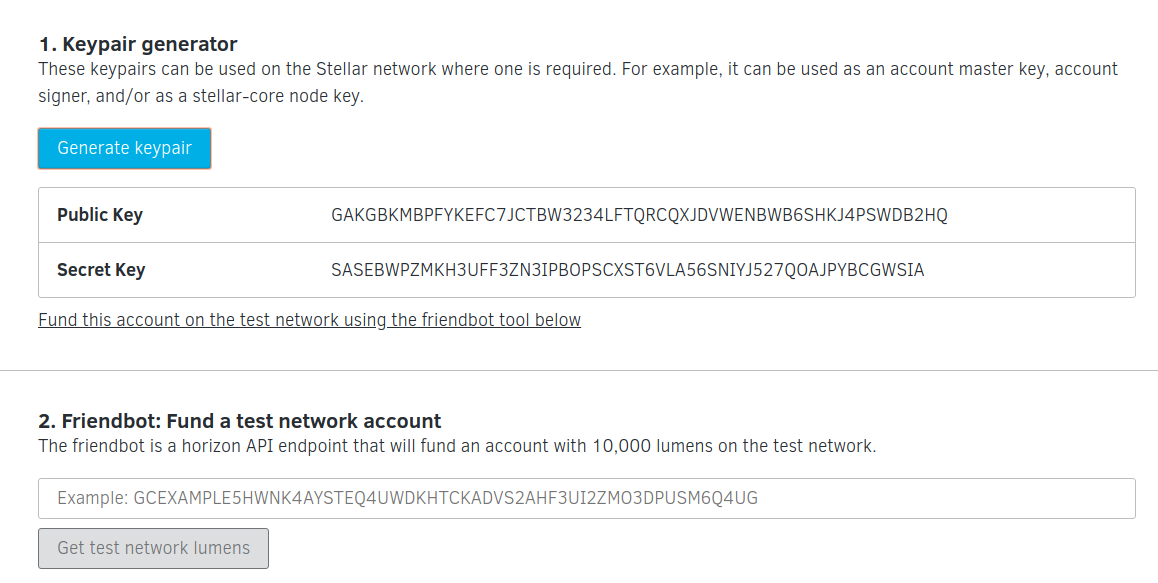 1. Keypair generator
These keypairs can be used on the Stellar network where one is required. For example, it can be used as an account master key, account
signer, and/or as a stellar-core node key.
Generate keypair
Public Key GAKGBKMBPFYKEFC7JCTBW3234LFTQRCQXJDVWENBWB6SHKJ4PSWDB2HQ
Secret Key SASEBWPZMKH3UFF3ZN3IPBOPSCXST6VLA56SNIYJ527QOAJPYBCGWSIA
Fund this account on the test network using the friendbot tool below
2. Friendbot: Fund a test network account
The friendbot is a horizon API endpoint that will fund an account with 10,000 lumens on the test network.
Example: GCEXAMPLE5HWNK4AYSTEQ4UWDKHTCKADVS2AHF3UI2ZMO3DPUSM6Q4UG
Get test network lumens